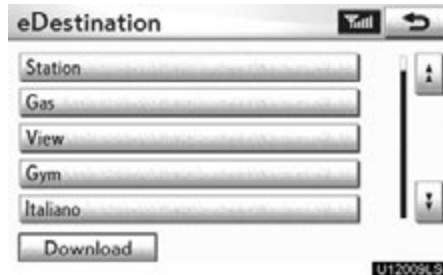 eDestination
Station
Gas
View
Gym
Italiano
Download
U12009LS